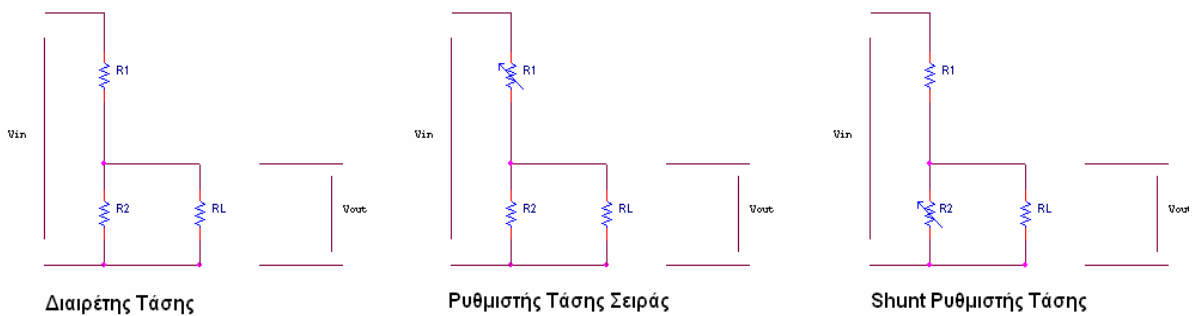 R1
Vin
R2
RL
Vout
Διαιρέτης Τάσης
R1
Vin
R2
RL
Vout
Ρυθμιστής Τάσης Σειράς
R1
Vin
R2
RL
Vout
Shunt Ρυθμιστής Τάσης